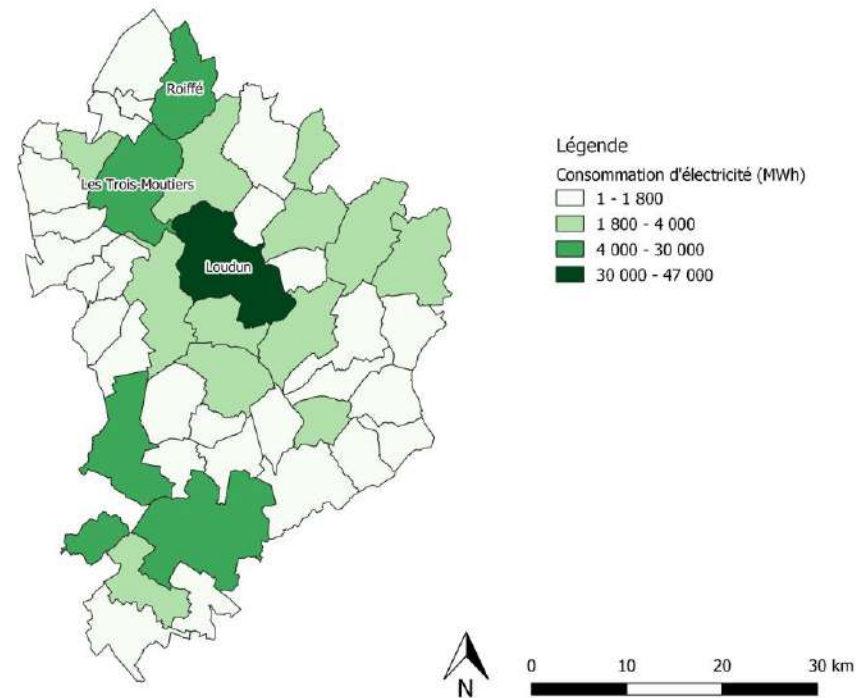 Roiffé
Les Trois-Moutiers
Loudun
Légende
Consommation d'électricité (MWh)
1 - 1 800
1 800 - 4 000
4 000 - 30 000
30 000 - 47 000
N
0 10 20 30 km